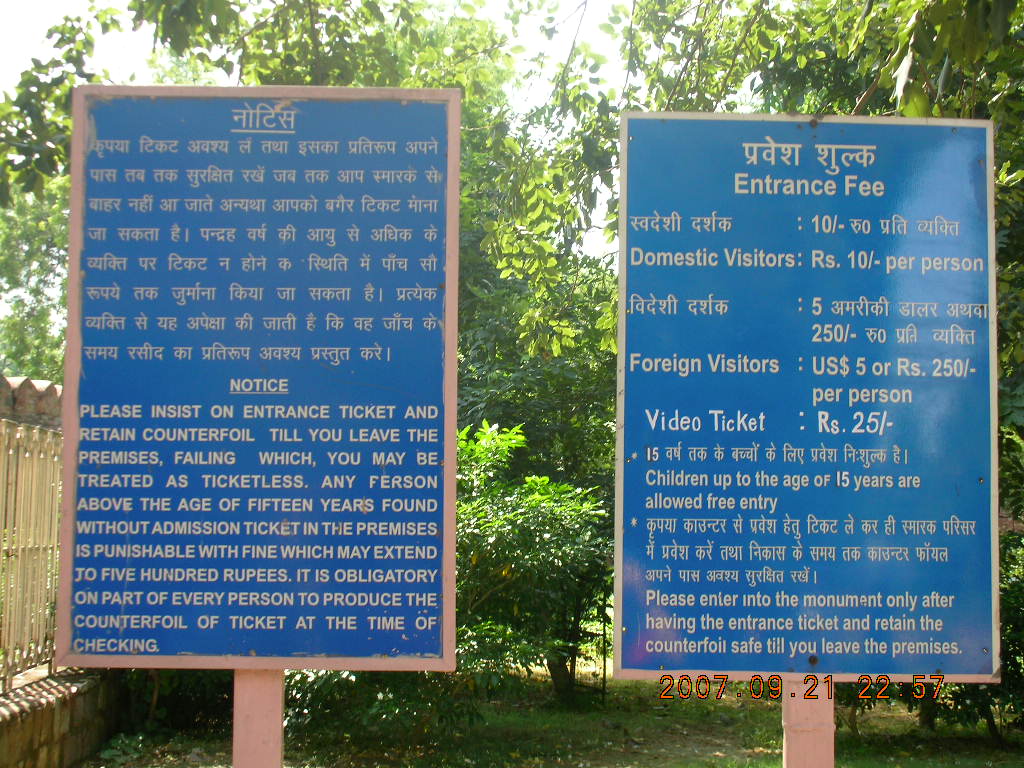 नोटिस
कृपया टिकट अवश्य लें तथा इसका प्रतिरूप अपने
पास तब तक सुरक्षित रखें जब तक आप स्मारक से
बाहर नहीं आ जाते अन्यथा आपको बगैर टिकट माना
जा सकता है। पन्द्रह वर्ष की आयु से अधिक के
व्यक्ति पर टिकट न होने क स्थिति में पाँच सौ
रूपये तक जुर्माना किया जा सकता है। प्रत्येक
व्यक्ति से यह अपेक्षा की जाती है कि वह जाँच के
समय रसीद का प्रतिरूप अवश्य प्रस्तुत करे।
NOTICE
PLEASE INSIST ON ENTRANCE TICKET AND
RETAIN COUNTERFOIL TILL YOU LEAVE THE
PREMISES, FAILING WHICH, YOU MAY BE
TREATED AS TICKETLESS. ANY PERSON
ABOVE THE AGE OF FIFTEEN YEARS FOUND
WITHOUT ADMISSION TICKET IN THE PREMISES
IS PUNISHABLE WITH FINE WHICH MAY EXTEND
TO FIVE HUNDRED RUPEES. IT IS OBLIGATORY
ON PART OF EVERY PERSON TO PRODUCE THE
COUNTERFOIL OF TICKET AT THE TIME OF
CHECKING.
प्रवेश शुल्क
Entrance Fee
स्वदेशी दर्शक : 10/- रु0 प्रति व्यक्ति
Domestic Visitors: Rs. 10/- per person
विदेशी दर्शक : 5 अमरीकी डालर अथवा
250/- रु0 प्रति व्यक्ति
Foreign Visitors : US$ 5 or Rs. 250/-
per person
Video Ticket : Rs. 25/-
* 15 वर्ष तक के बच्चों के लिए प्रवेश निःशुल्क है।
Children up to the age of 15 years are
allowed free entry
* कृपया काउन्टर से प्रवेश हेतु टिकट ले कर ही स्मारक परिसर
में प्रवेश करें तथा निकास के समय तक काउन्टर फॉयल
अपने पास अवश्य सुरक्षित रखें।
Please enter into the monument only after
having the entrance ticket and retain the
counterfoil safe till you leave the premises.
2007.09.21 22:57